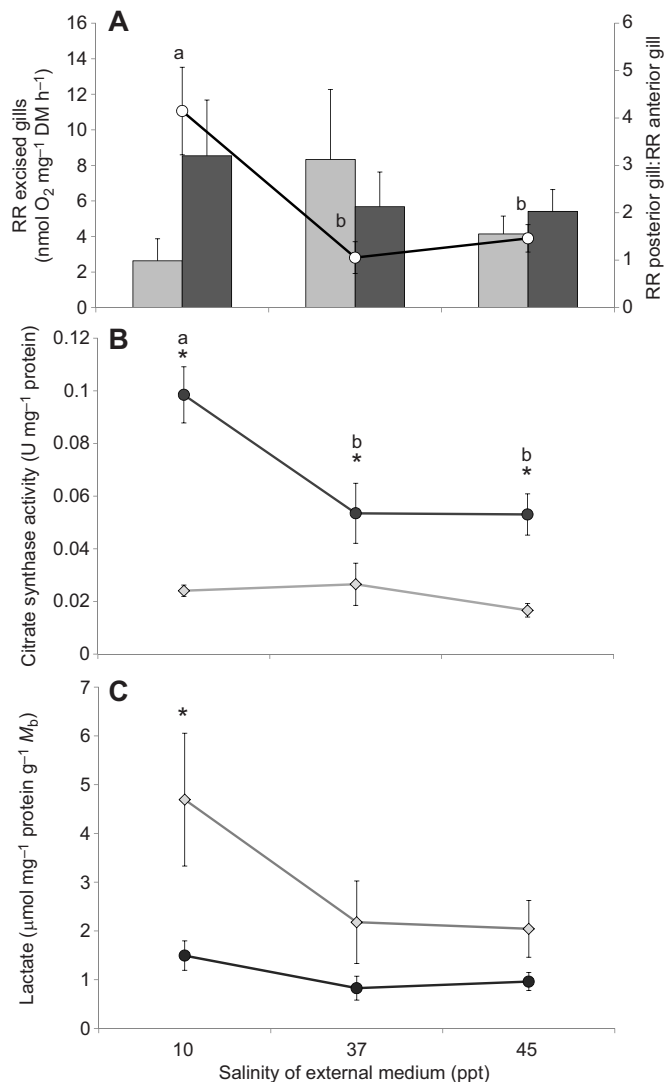 A
RR excised gills
(nmol O₂ mg⁻¹ DM h⁻¹)
16
14
12
10
8
6
4
2
0
a
b
b
6
5
4
3
2
1
0
RR posterior gill:RR anterior gill
B
Citrate synthase activity (U mg⁻¹ protein)
0.12
0.1
0.08
0.06
0.04
0.02
0
a
*
b
*
b
*
C
Lactate (μmol mg⁻¹ protein g⁻¹ Mb)
7
6
5
4
3
2
1
0
*
10 37 45
Salinity of external medium (ppt)